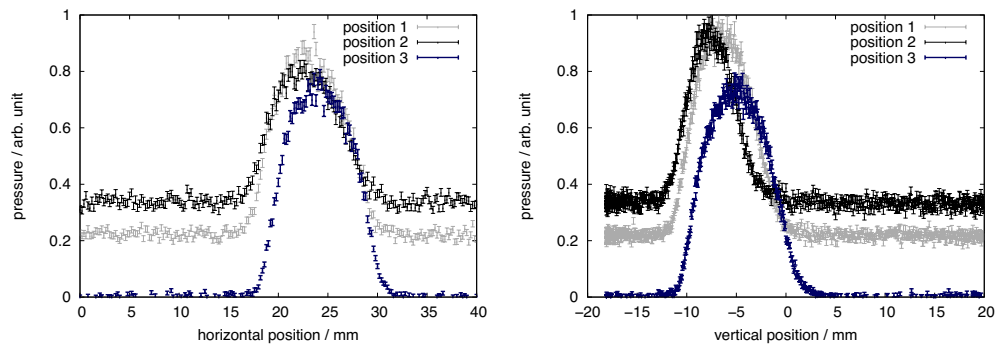 pressure / arb. unit
1
0.8
0.6
0.4
0.2
0
0 5 10 15 20 25 30 35 40
horizontal position / mm
position 1
position 2
position 3
pressure / arb. unit
1
0.8
0.6
0.4
0.2
0
−20 −15 −10 −5 0 5 10 15 20
vertical position / mm
position 1
position 2
position 3